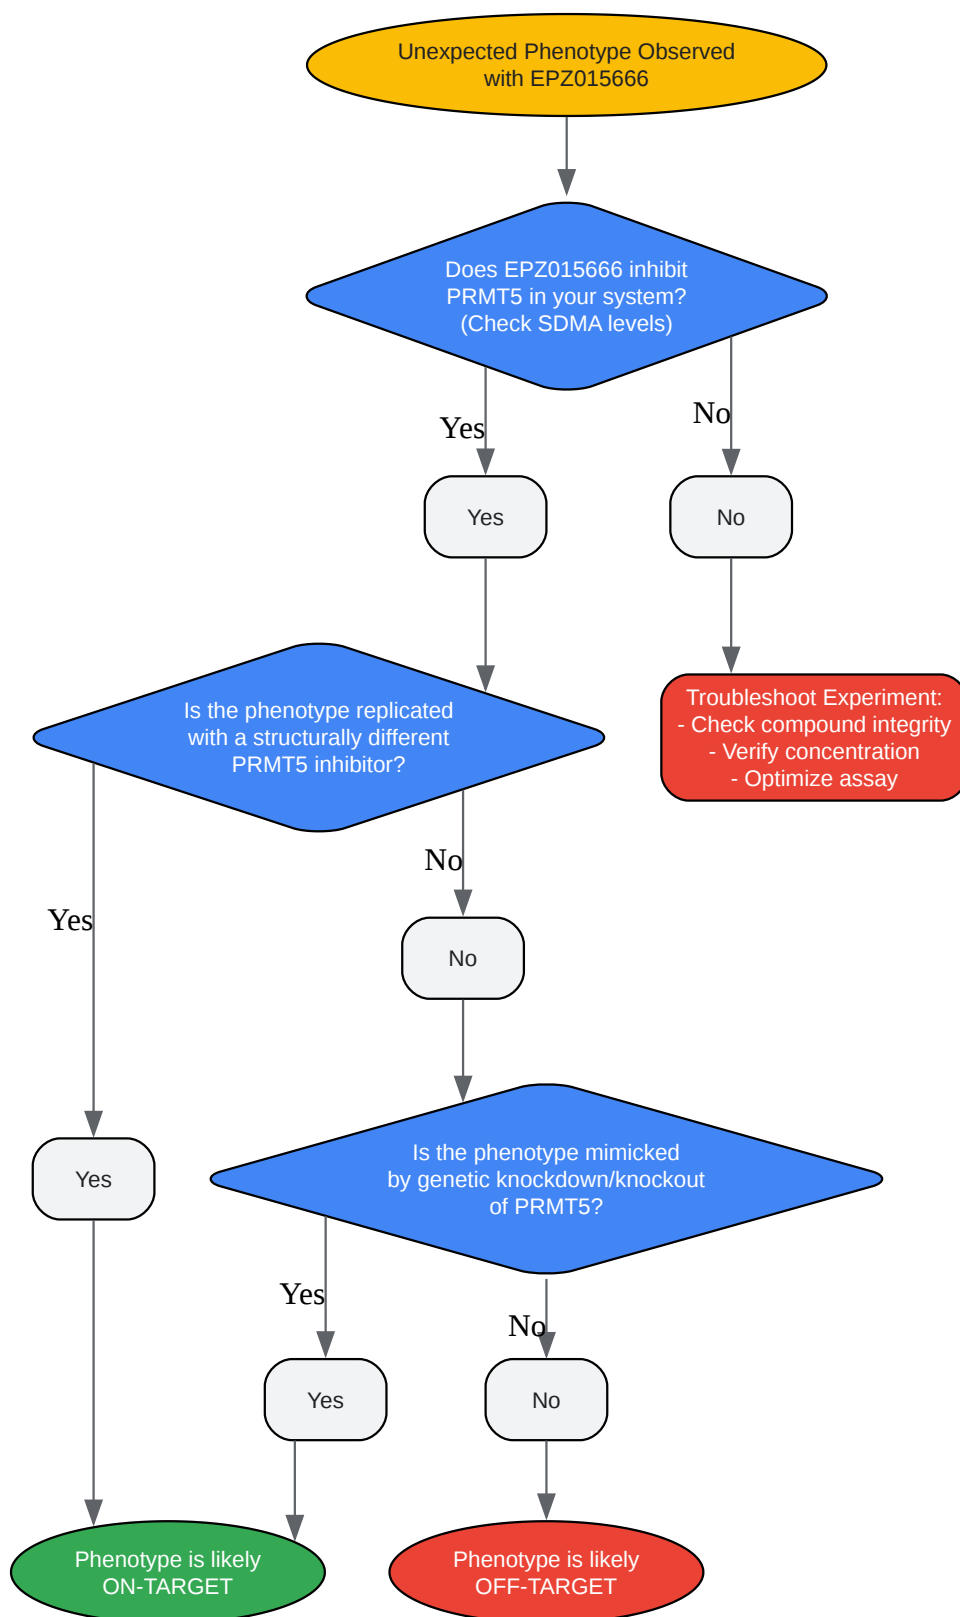 Unexpected Phenotype Observed
with EPZ015666
Does EPZ015666 inhibit
PRMT5 in your system?
(Check SDMA levels)
Yes
No
Yes
No
Troubleshoot Experiment:
- Check compound integrity
- Verify concentration
- Optimize assay
Is the phenotype replicated
with a structurally different
PRMT5 inhibitor?
Yes
No
No
Is the phenotype mimicked
by genetic knockdown/knockout
of PRMT5?
Yes
Yes
No
Yes
No
Phenotype is likely
ON-TARGET
Phenotype is likely
OFF-TARGET